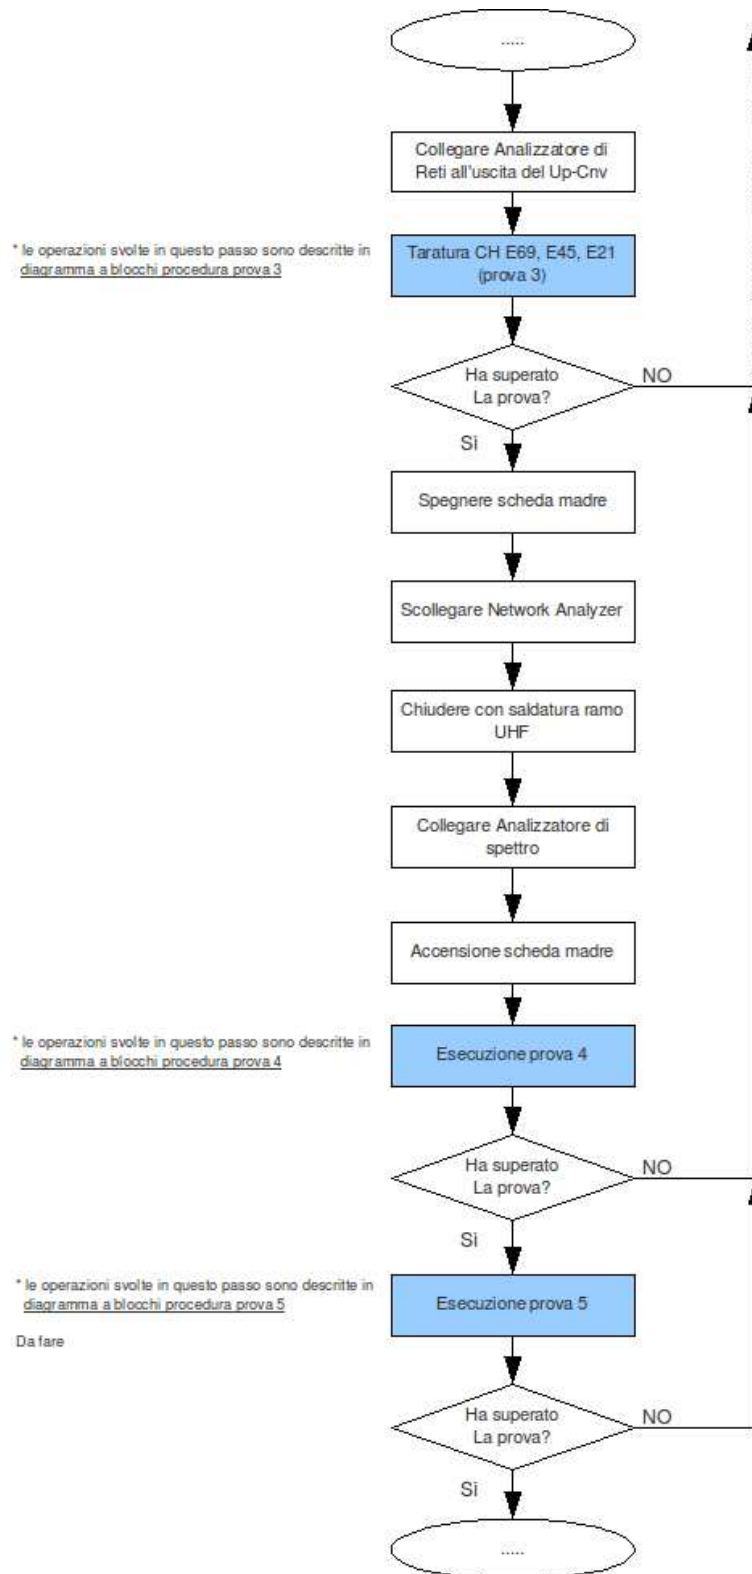 .....
Collegare Analizzatore di
Reti all'uscita del Up-Cnv
* le operazioni svolte in questo passo sono descritte in
diagramma a blocchi procedura prova 3
Taratura CH E69, E45, E21
(prova 3)
Ha superato
La prova?
NO
Sì
Spegnere scheda madre
Scollegare Network Analyzer
Chiudere con saldatura ramo
UHF
Collegare Analizzatore di
spettro
Accensione scheda madre
* le operazioni svolte in questo passo sono descritte in
diagramma a blocchi procedura prova 4
Esecuzione prova 4
Ha superato
La prova?
NO
Sì
* le operazioni svolte in questo passo sono descritte in
diagramma a blocchi procedura prova 5
Da fare
Esecuzione prova 5
Ha superato
La prova?
NO
Sì
.....